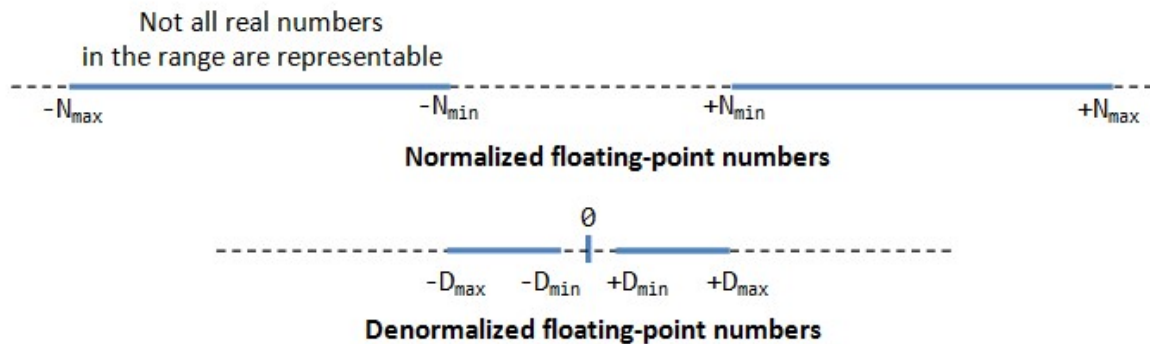 Not all real numbers
in the range are representable
-Nmax -Nmin +Nmin +Nmax
Normalized floating-point numbers
0
-Dmax -Dmin +Dmin +Dmax
Denormalized floating-point numbers